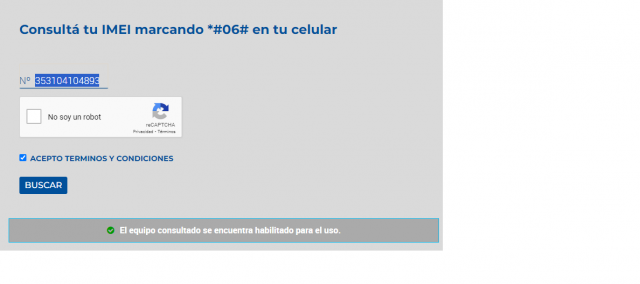 Consultá tu IMEI marcando *#06# en tu celular
Nº 353104104893
No soy un robot
reCAPTCHA
Privacidad - Términos
ACEPTO TERMINOS Y CONDICIONES
BUSCAR
El equipo consultado se encuentra habilitado para el uso.